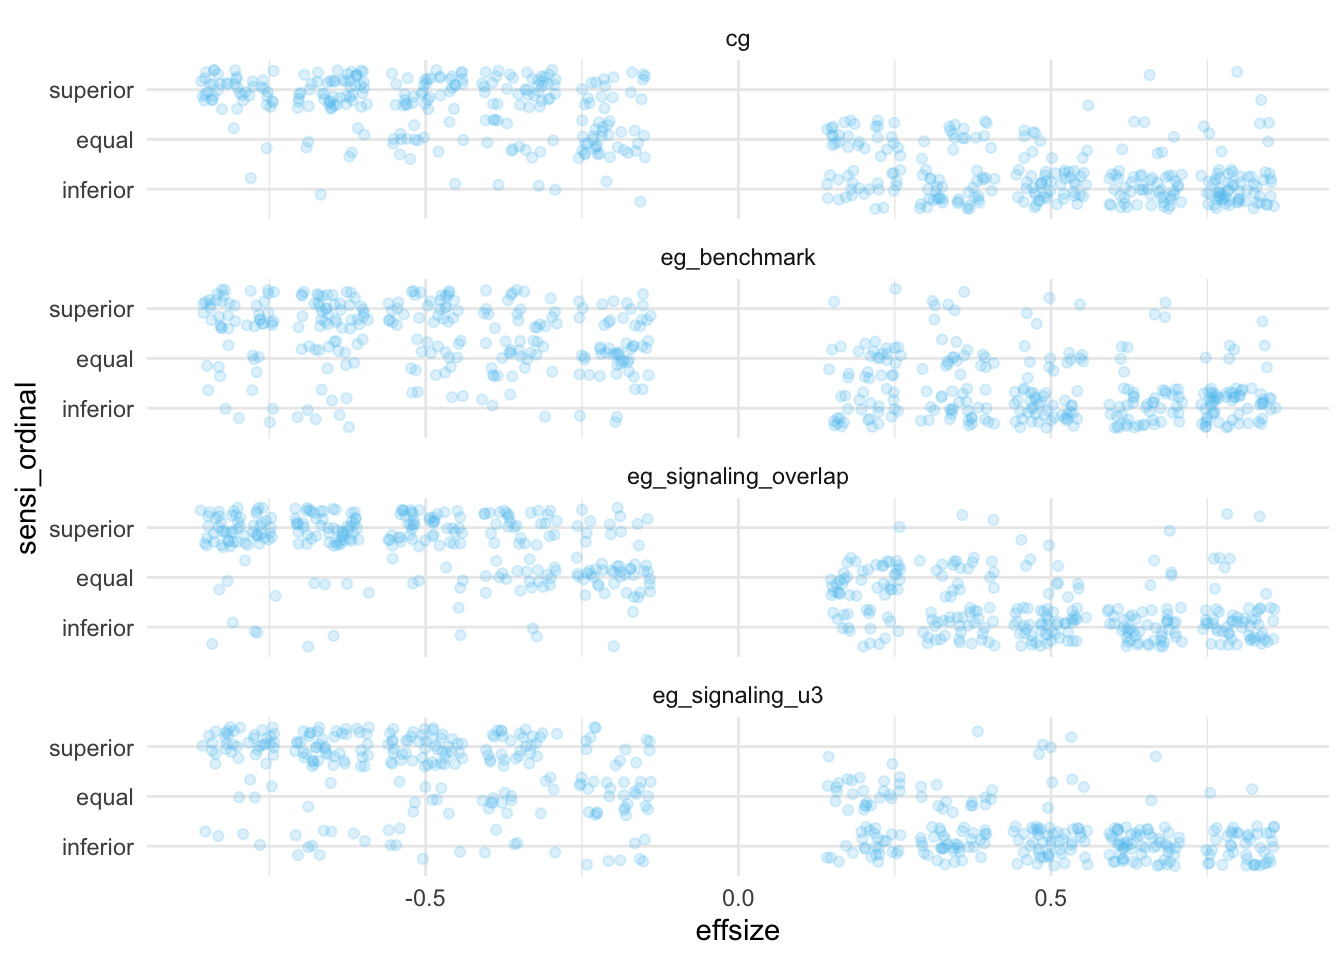 cg
superior
equal
inferior
eg_benchmark
superior
equal
inferior
eg_signaling_overlap
superior
equal
inferior
eg_signaling_u3
superior
equal
inferior
-0.5 0.0 0.5
effsize
sensi_ordinal